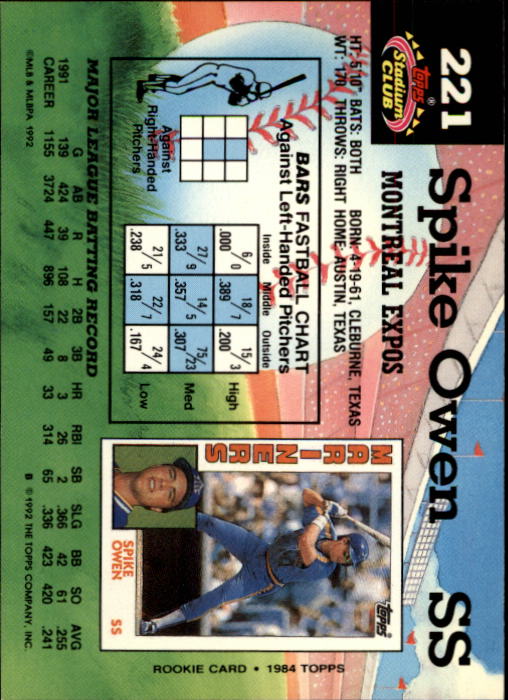 221
TOPPS®
Stadium
CLUB
Spike Owen SS
MONTREAL EXPOS
HT: 5'10" BATS: BOTH BORN: 4-19-61, CLEBURNE, TEXAS
WT: 170 THROWS: RIGHT HOME: AUSTIN, TEXAS
BARS FASTBALL CHART
Against Left-Handed Pitchers
Inside Middle Outside
6/0 .000 18/7 .389 15/3 .200 High
27/9 .333 14/5 .357 75/23 .307 Med
21/5 .238 22/7 .318 24/4 .167 Low
Against
Right-Handed
Pitchers
MARINERS
Topps
SPIKE
OWEN
SS
ROOKIE CARD • 1984 TOPPS
MAJOR LEAGUE BATTING RECORD
G AB R H 2B 3B HR RBI SB SLG BB SO AVG
1991 139 424 39 108 22 8 3 26 2 .366 42 61 .255
CAREER 1155 3724 447 896 157 49 33 314 65 .336 423 420 .241
©MLB & MLBPA 1992
B © 1992 THE TOPPS COMPANY, INC.